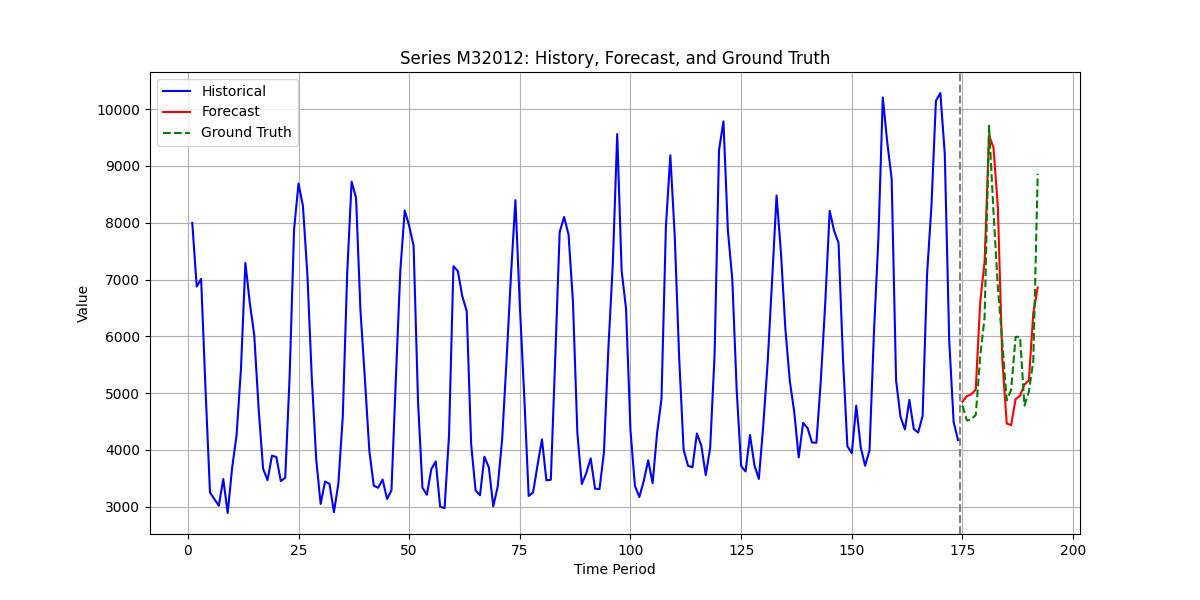 Series M32012: History, Forecast, and Ground Truth
Historical
Forecast
Ground Truth
10000
9000
8000
7000
6000
5000
4000
3000
Value
0 25 50 75 100 125 150 175 200
Time Period